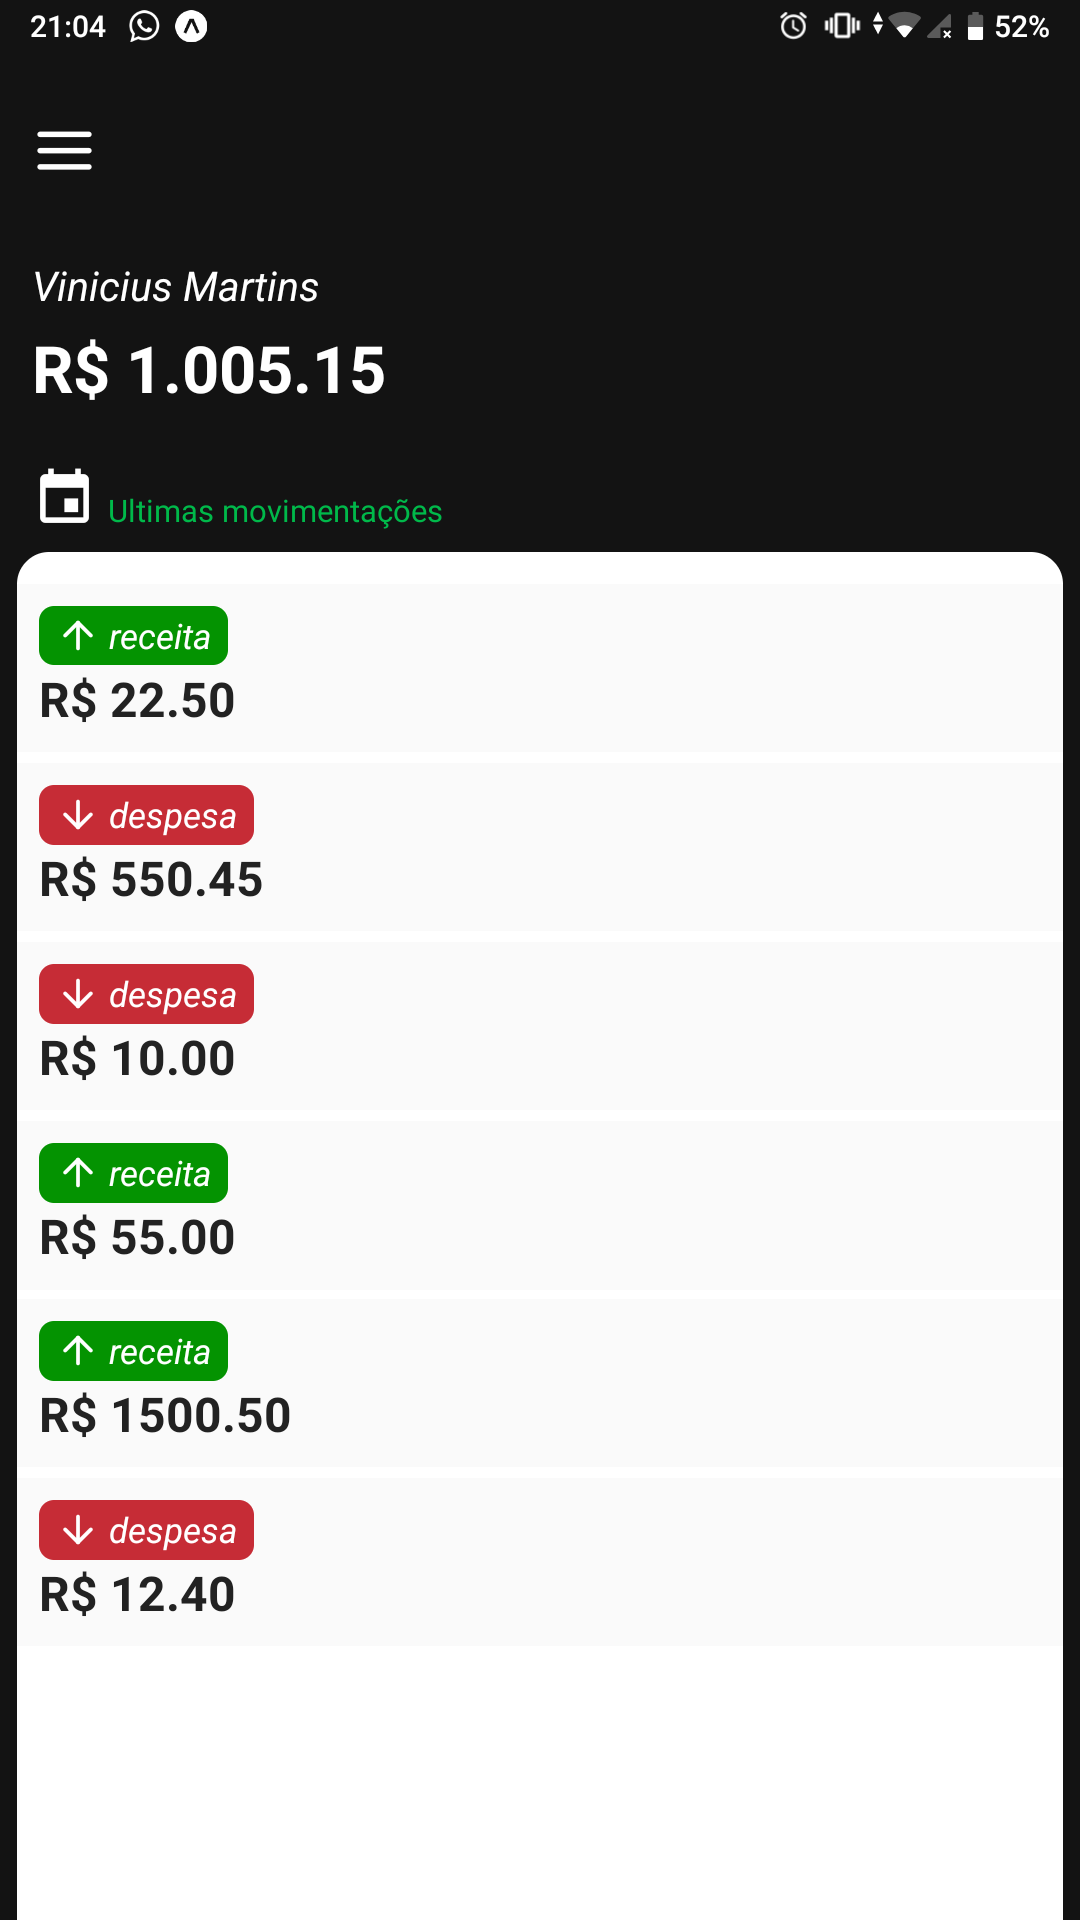 21:04 52%
Vinicius Martins
R$ 1.005.15
Ultimas movimentações
receita
R$ 22.50
despesa
R$ 550.45
despesa
R$ 10.00
receita
R$ 55.00
receita
R$ 1500.50
despesa
R$ 12.40